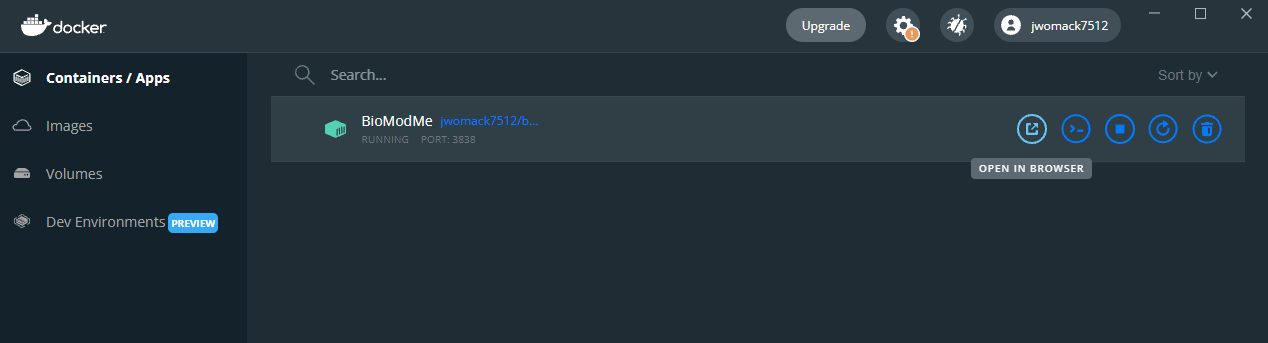 docker
Upgrade
!
jwomack7512
Containers / Apps
Images
Volumes
Dev Environments PREVIEW
Search...
Sort by
BioModMe jwomack7512/b...
RUNNING PORT: 3838
OPEN IN BROWSER